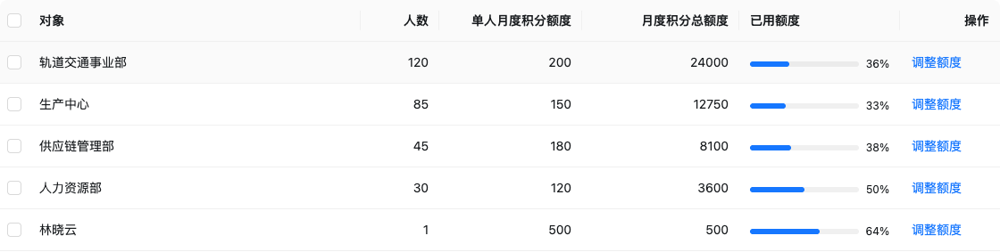 对象 人数 单人月度积分额度 月度积分总额度 已用额度 操作
轨道交通事业部 120 200 24000 36% 调整额度
生产中心 85 150 12750 33% 调整额度
供应链管理部 45 180 8100 38% 调整额度
人力资源部 30 120 3600 50% 调整额度
林晓云 1 500 500 64% 调整额度